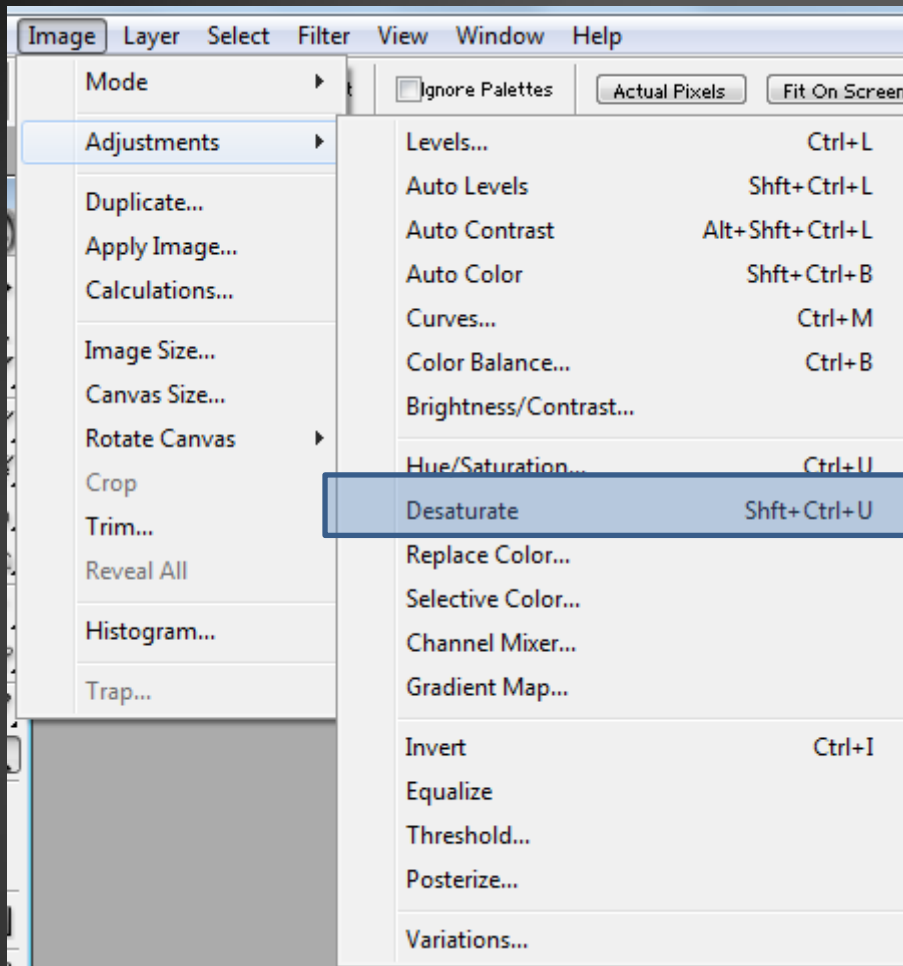 Image Layer Select Filter View Window Help
Ignore Palettes Actual Pixels Fit On Screen
Mode
Adjustments
Duplicate...
Apply Image...
Calculations...
Image Size...
Canvas Size...
Rotate Canvas
Crop
Trim...
Reveal All
Histogram...
Trap...
Levels... Ctrl+L
Auto Levels Shft+Ctrl+L
Auto Contrast Alt+Shft+Ctrl+L
Auto Color Shft+Ctrl+B
Curves... Ctrl+M
Color Balance... Ctrl+B
Brightness/Contrast...
Hue/Saturation... Ctrl+U
Desaturate Shft+Ctrl+U
Replace Color...
Selective Color...
Channel Mixer...
Gradient Map...
Invert Ctrl+I
Equalize
Threshold...
Posterize...
Variations...